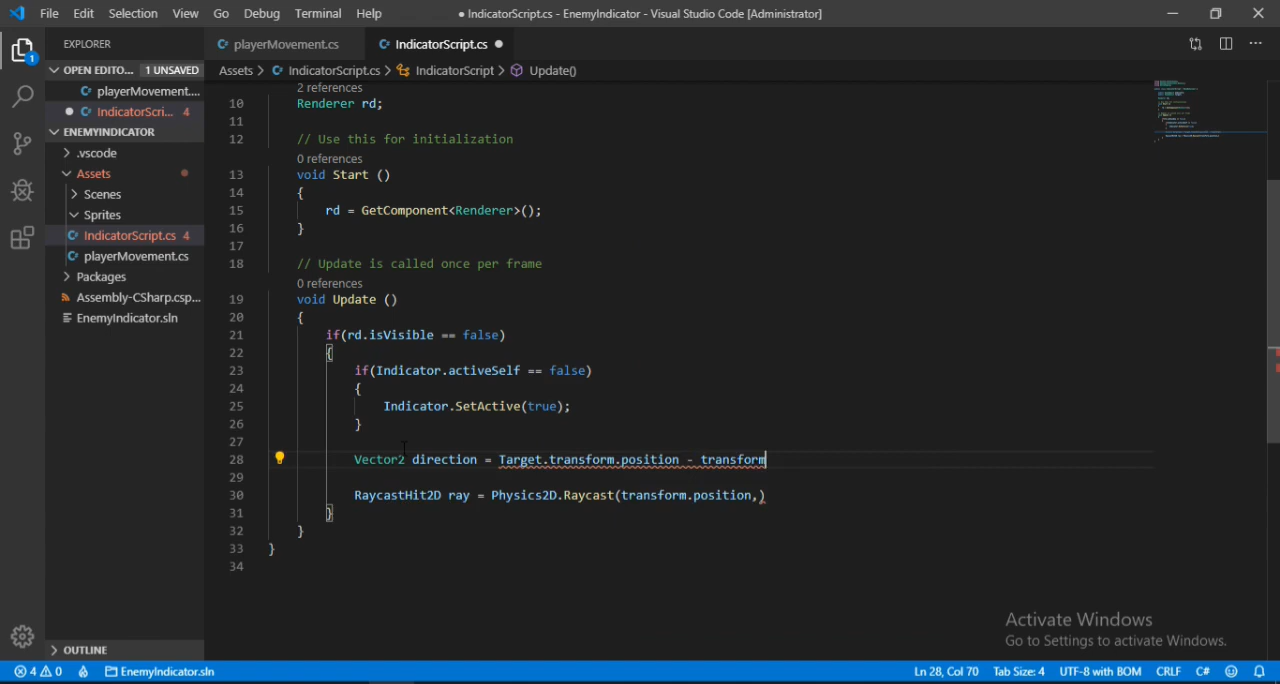 File Edit Selection View Go Debug Terminal Help
● IndicatorScript.cs - EnemyIndicator - Visual Studio Code [Administrator]
EXPLORER
playerMovement.cs
IndicatorScript.cs ●
OPEN EDITO... 1 UNSAVED
Assets > IndicatorScript.cs > IndicatorScript > Update()
playerMovement....
IndicatorScri... 4
ENEMYINDICATOR
.vscode
Assets
Scenes
Sprites
IndicatorScript.cs 4
playerMovement.cs
Packages
Assembly-CSharp.csp...
EnemyIndicator.sln
OUTLINE
1
2 references
10 Renderer rd;
11
12 // Use this for initialization
0 references
13 void Start ()
14 {
15 rd = GetComponent<Renderer>();
16 }
17
18 // Update is called once per frame
0 references
19 void Update ()
20 {
21 if(rd.isVisible == false)
22 {
23 if(Indicator.activeSelf == false)
24 {
25 Indicator.SetActive(true);
26 }
27
28 Vector2 direction = Target.transform.position - transform
29
30 RaycastHit2D ray = Physics2D.Raycast(transform.position,)
31 }
32 }
33 }
34
Activate Windows
Go to Settings to activate Windows.
4 0 EnemyIndicator.sln
Ln 28, Col 70 Tab Size: 4 UTF-8 with BOM CRLF C#